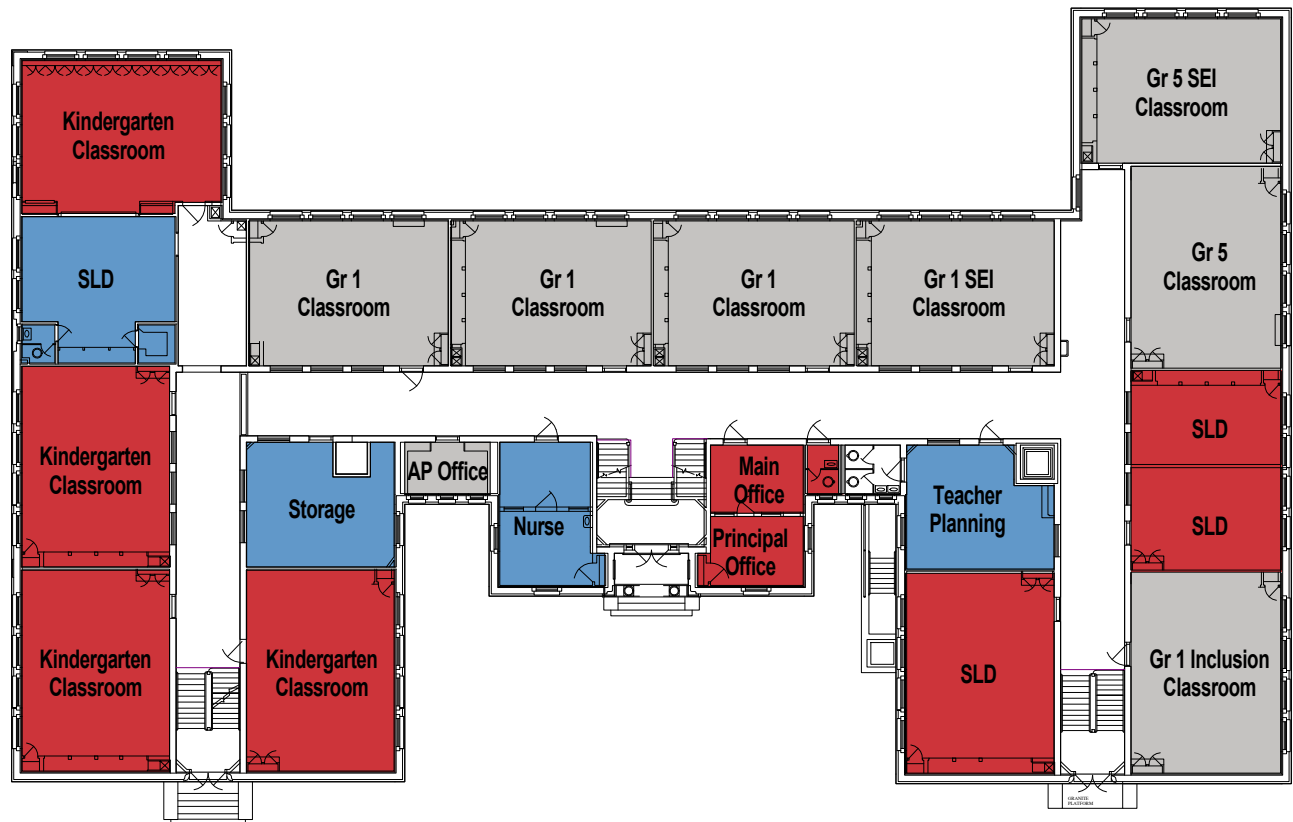 Gr 5 SEI
Classroom
Kindergarten
Classroom
SLD
Gr 1
Classroom
Gr 1
Classroom
Gr 1
Classroom
Gr 1 SEI
Classroom
Gr 5
Classroom
Kindergarten
Classroom
Storage
AP Office
Nurse
Main
Office
Principal
Office
Teacher
Planning
SLD
SLD
Kindergarten
Classroom
Kindergarten
Classroom
SLD
Gr 1 Inclusion
Classroom
GRANITE
PLATFORM